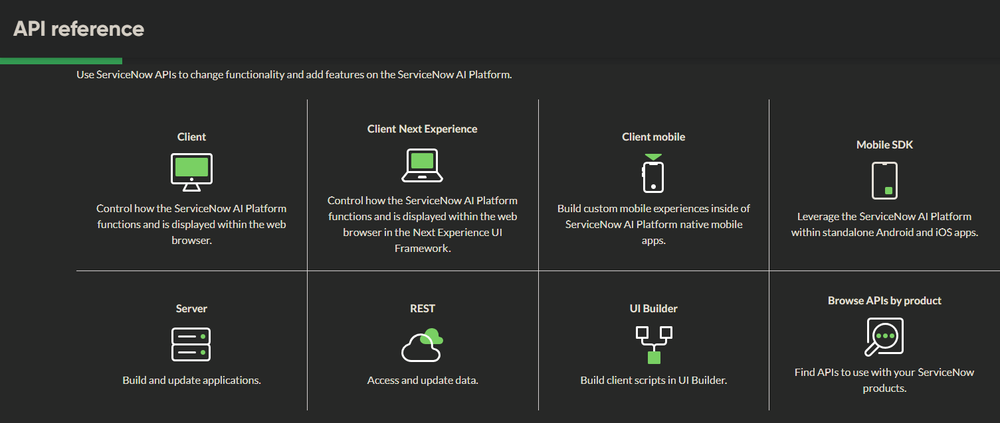 API reference
Use ServiceNow APIs to change functionality and add features on the ServiceNow AI Platform.
Client
Control how the ServiceNow AI Platform
functions and is displayed within the web
browser.
Client Next Experience
Control how the ServiceNow AI Platform
functions and is displayed within the web
browser in the Next Experience UI
Framework.
Client mobile
Build custom mobile experiences inside of
ServiceNow AI Platform native mobile
apps.
Mobile SDK
Leverage the ServiceNow AI Platform
within standalone Android and iOS apps.
Server
Build and update applications.
REST
Access and update data.
UI Builder
Build client scripts in UI Builder.
Browse APIs by product
Find APIs to use with your ServiceNow
products.